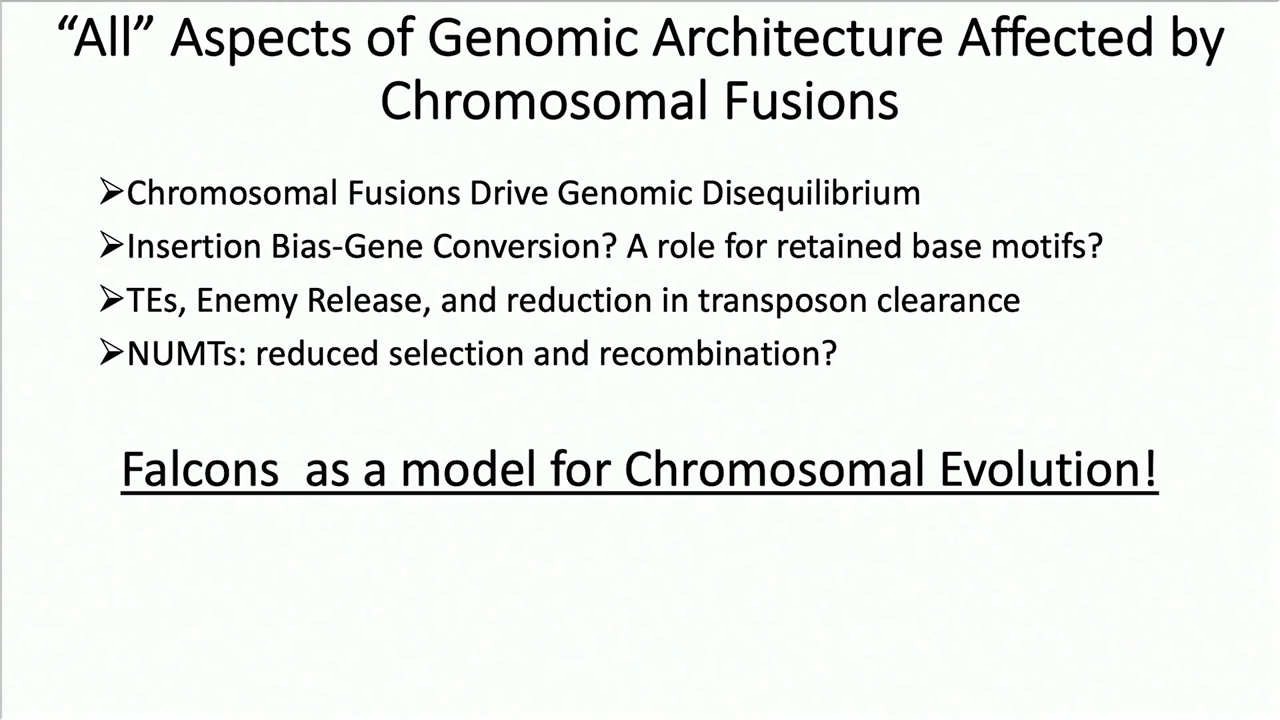 “All” Aspects of Genomic Architecture Affected by
Chromosomal Fusions
➢Chromosomal Fusions Drive Genomic Disequilibrium
➢Insertion Bias-Gene Conversion? A role for retained base motifs?
➢TEs, Enemy Release, and reduction in transposon clearance
➢NUMTs: reduced selection and recombination?
Falcons  as a model for Chromosomal Evolution!